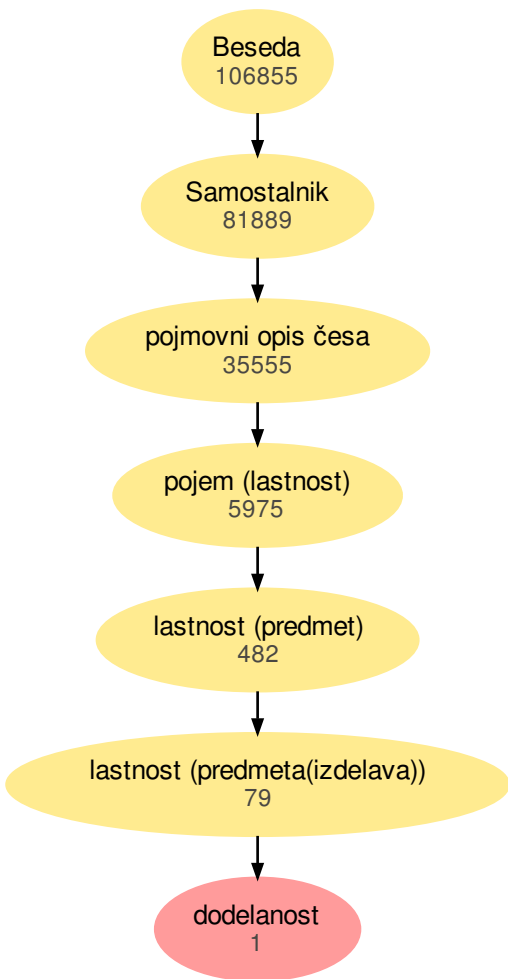 Beseda
106855
Samostalnik
81889
pojmovni opis česa
35555
pojem (lastnost)
5975
lastnost (predmet)
482
lastnost (predmeta(izdelava))
79
dodelanost
1